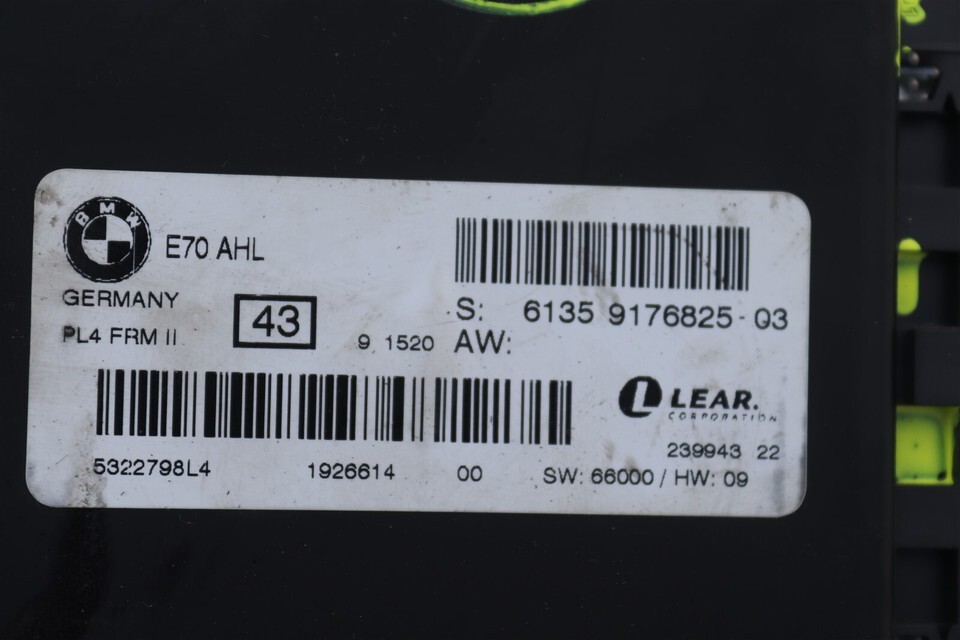 BMW
E70 AHL
GERMANY
PL4 FRM II
43
9 1520
S: 6135 9176825-03
AW:
LEAR.
CORPORATION
239943 22
5322798L4 1926614 00 SW: 66000 / HW: 09